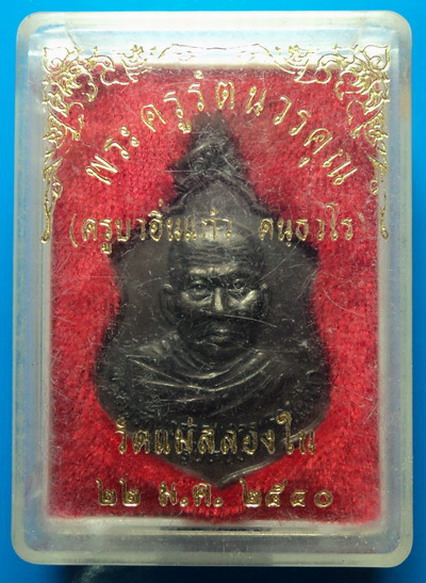 พระครูรัตนวรคุณ
(ครูบาอิ่นแก้ว คนฺธวโร)
วัดแม่สสองใน
๒๒ ม.ค. ๒๕๔๐